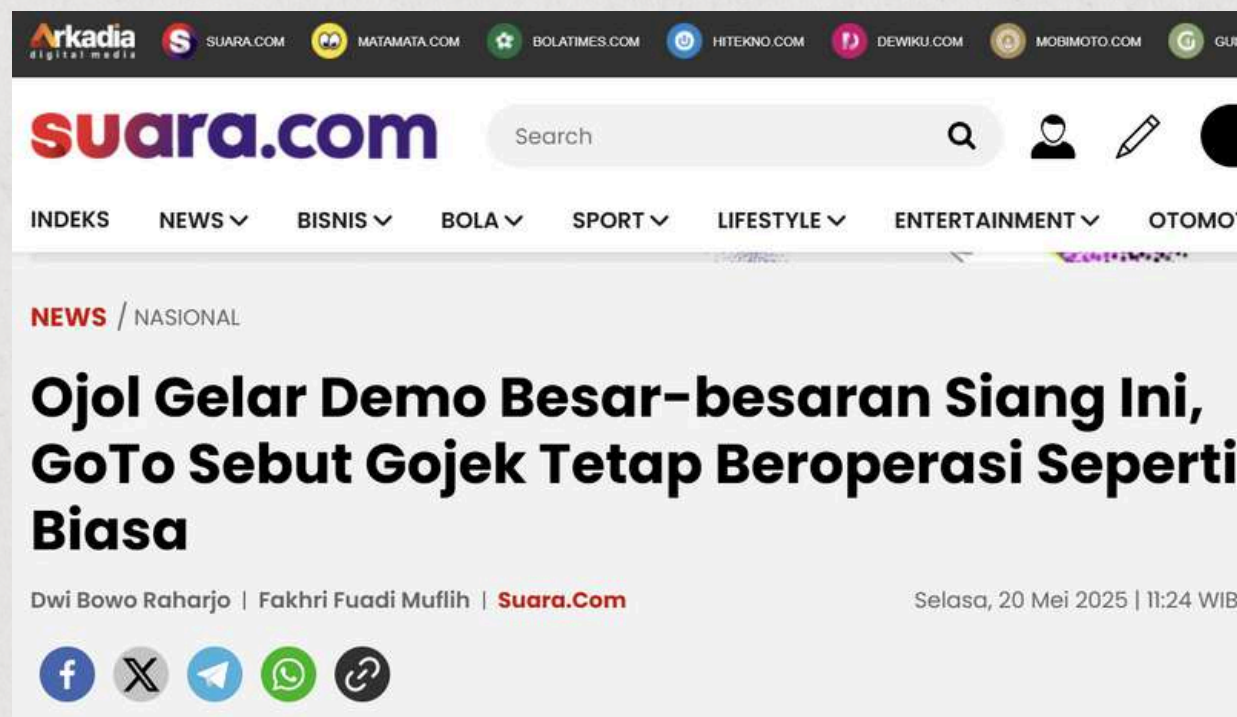 Arkadia
digital media
SUARA.COM
MATAMATA.COM
BOLATIMES.COM
HITEKNO.COM
DEWIKU.COM
MOBIMOTO.COM
suara.com
Search
INDEKS NEWS BISNIS BOLA SPORT LIFESTYLE ENTERTAINMENT
NEWS / NASIONAL
Ojol Gelar Demo Besar-besaran Siang Ini,
GoTo Sebut Gojek Tetap Beroperasi Seperti
Biasa
Dwi Bowo Raharjo | Fakhri Fuadi Muflih | Suara.Com
Selasa, 20 Mei 2025 | 11:24 WIB